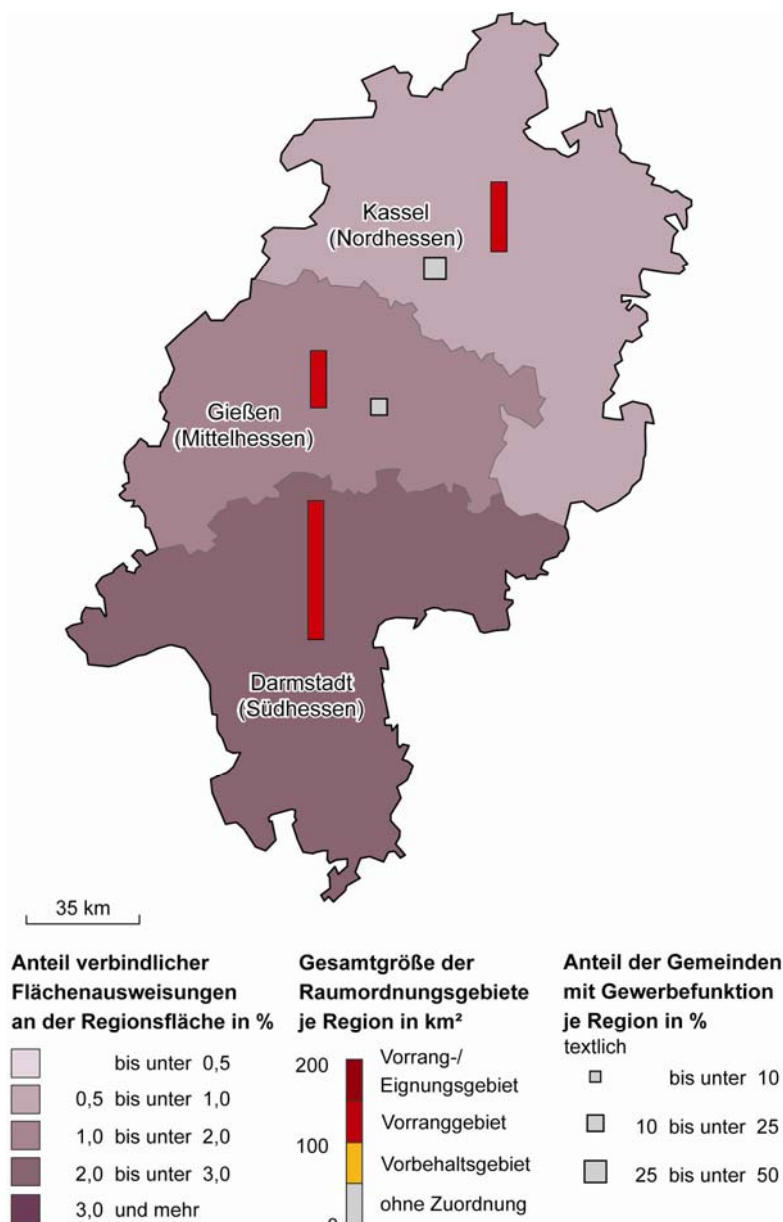 Kassel
(Nordhessen)
Gießen
(Mittelhessen)
Darmstadt
(Südhessen)
35 km
Anteil verbindlicher
Flächenausweisungen
an der Regionsfläche in %
bis unter 0,5
0,5 bis unter 1,0
1,0 bis unter 2,0
2,0 bis unter 3,0
3,0 und mehr
Gesamtgröße der
Raumordnungsgebiete
je Region in km²
200
Vorrang-/
Eignungsgebiet
Vorranggebiet
100
Vorbehaltsgebiet
ohne Zuordnung
0
Anteil der Gemeinden
mit Gewerbefunktion
je Region in %
textlich
bis unter 10
10 bis unter 25
25 bis unter 50